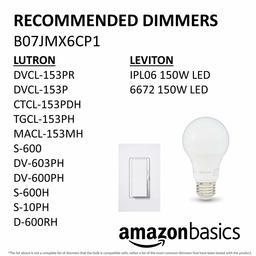 RECOMMENDED DIMMERS
B07JMX6CP1
LUTRON
DVCL-153PR
DVCL-153P
CTCL-153PDH
TGCL-153PH
MACL-153MH
S-600
DV-603PH
DV-600PH
S-600H
S-10PH
D-600RH
LEVITON
IPL06 150W LED
6672 150W LED
amazonbasics